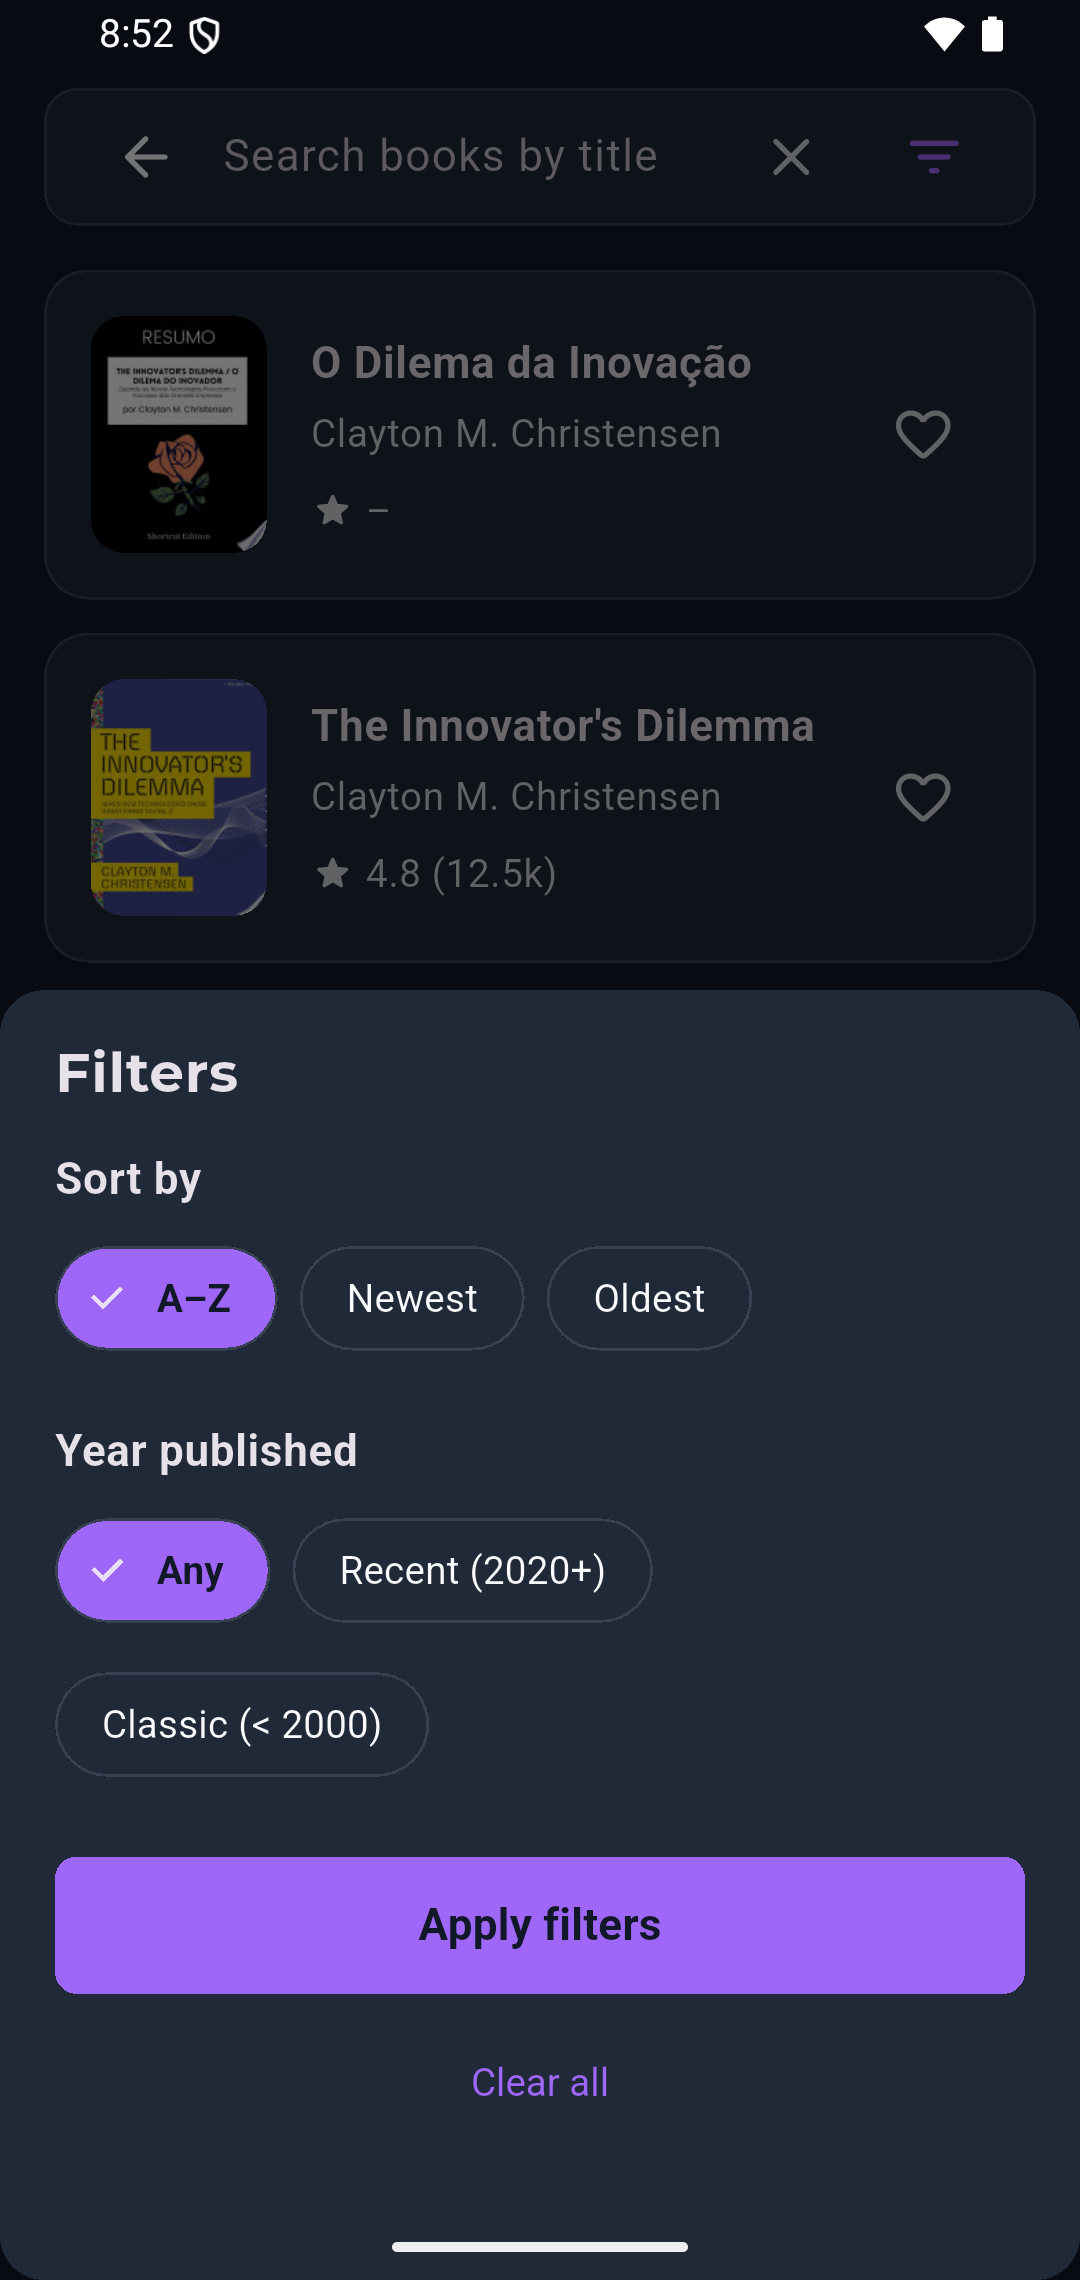 8:52
Search books by title
RESUMO
THE INNOVATOR'S DILEMMA / O
DILEMA DO INOVADOR
por Clayton M. Christensen
Shortcut Edition
O Dilema da Inovação
Clayton M. Christensen
–
THE
INNOVATOR'S
DILEMMA
CLAYTON M.
CHRISTENSEN
The Innovator's Dilemma
Clayton M. Christensen
4.8 (12.5k)
Filters
Sort by
A–Z
Newest
Oldest
Year published
Any
Recent (2020+)
Classic (< 2000)
Apply filters
Clear all